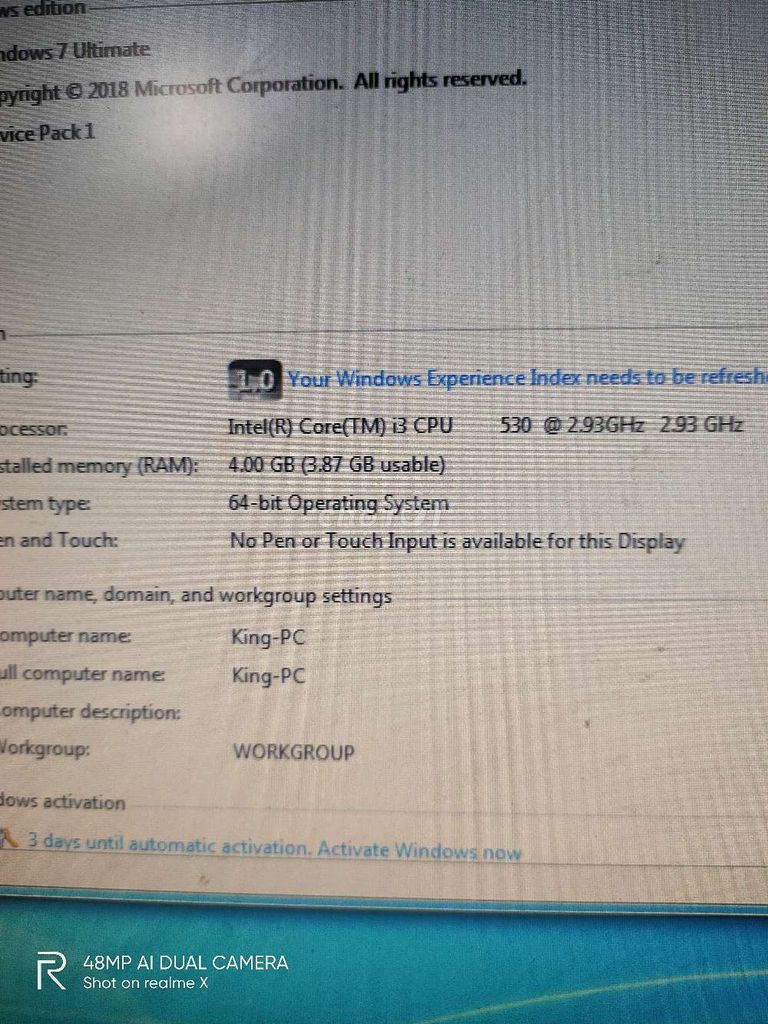 ws edition
ndows 7 Ultimate
pyright © 2018 Microsoft Corporation. All rights reserved.
vice Pack 1
ting:
1.0 Your Windows Experience Index needs to be refresh
ocessor:
Intel(R) Core(TM) i3 CPU 530 @ 2.93GHz 2.93 GHz
stalled memory (RAM):
4.00 GB (3.87 GB usable)
stem type:
64-bit Operating System
en and Touch:
No Pen or Touch Input is available for this Display
outer name, domain, and workgroup settings
omputer name:
King-PC
ull computer name:
King-PC
omputer description:
Workgroup:
WORKGROUP
dows activation
3 days until automatic activation. Activate Windows now
48MP AI DUAL CAMERA
Shot on realme X